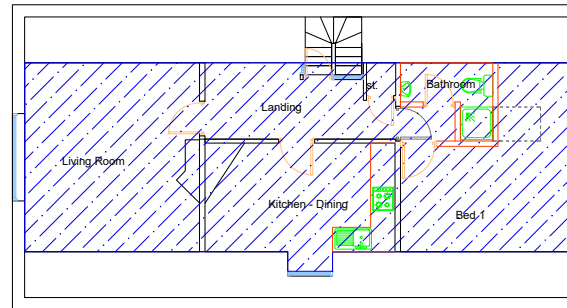 st.
Bathroom
Landing
Living Room
Kitchen - Dining
Bed 1